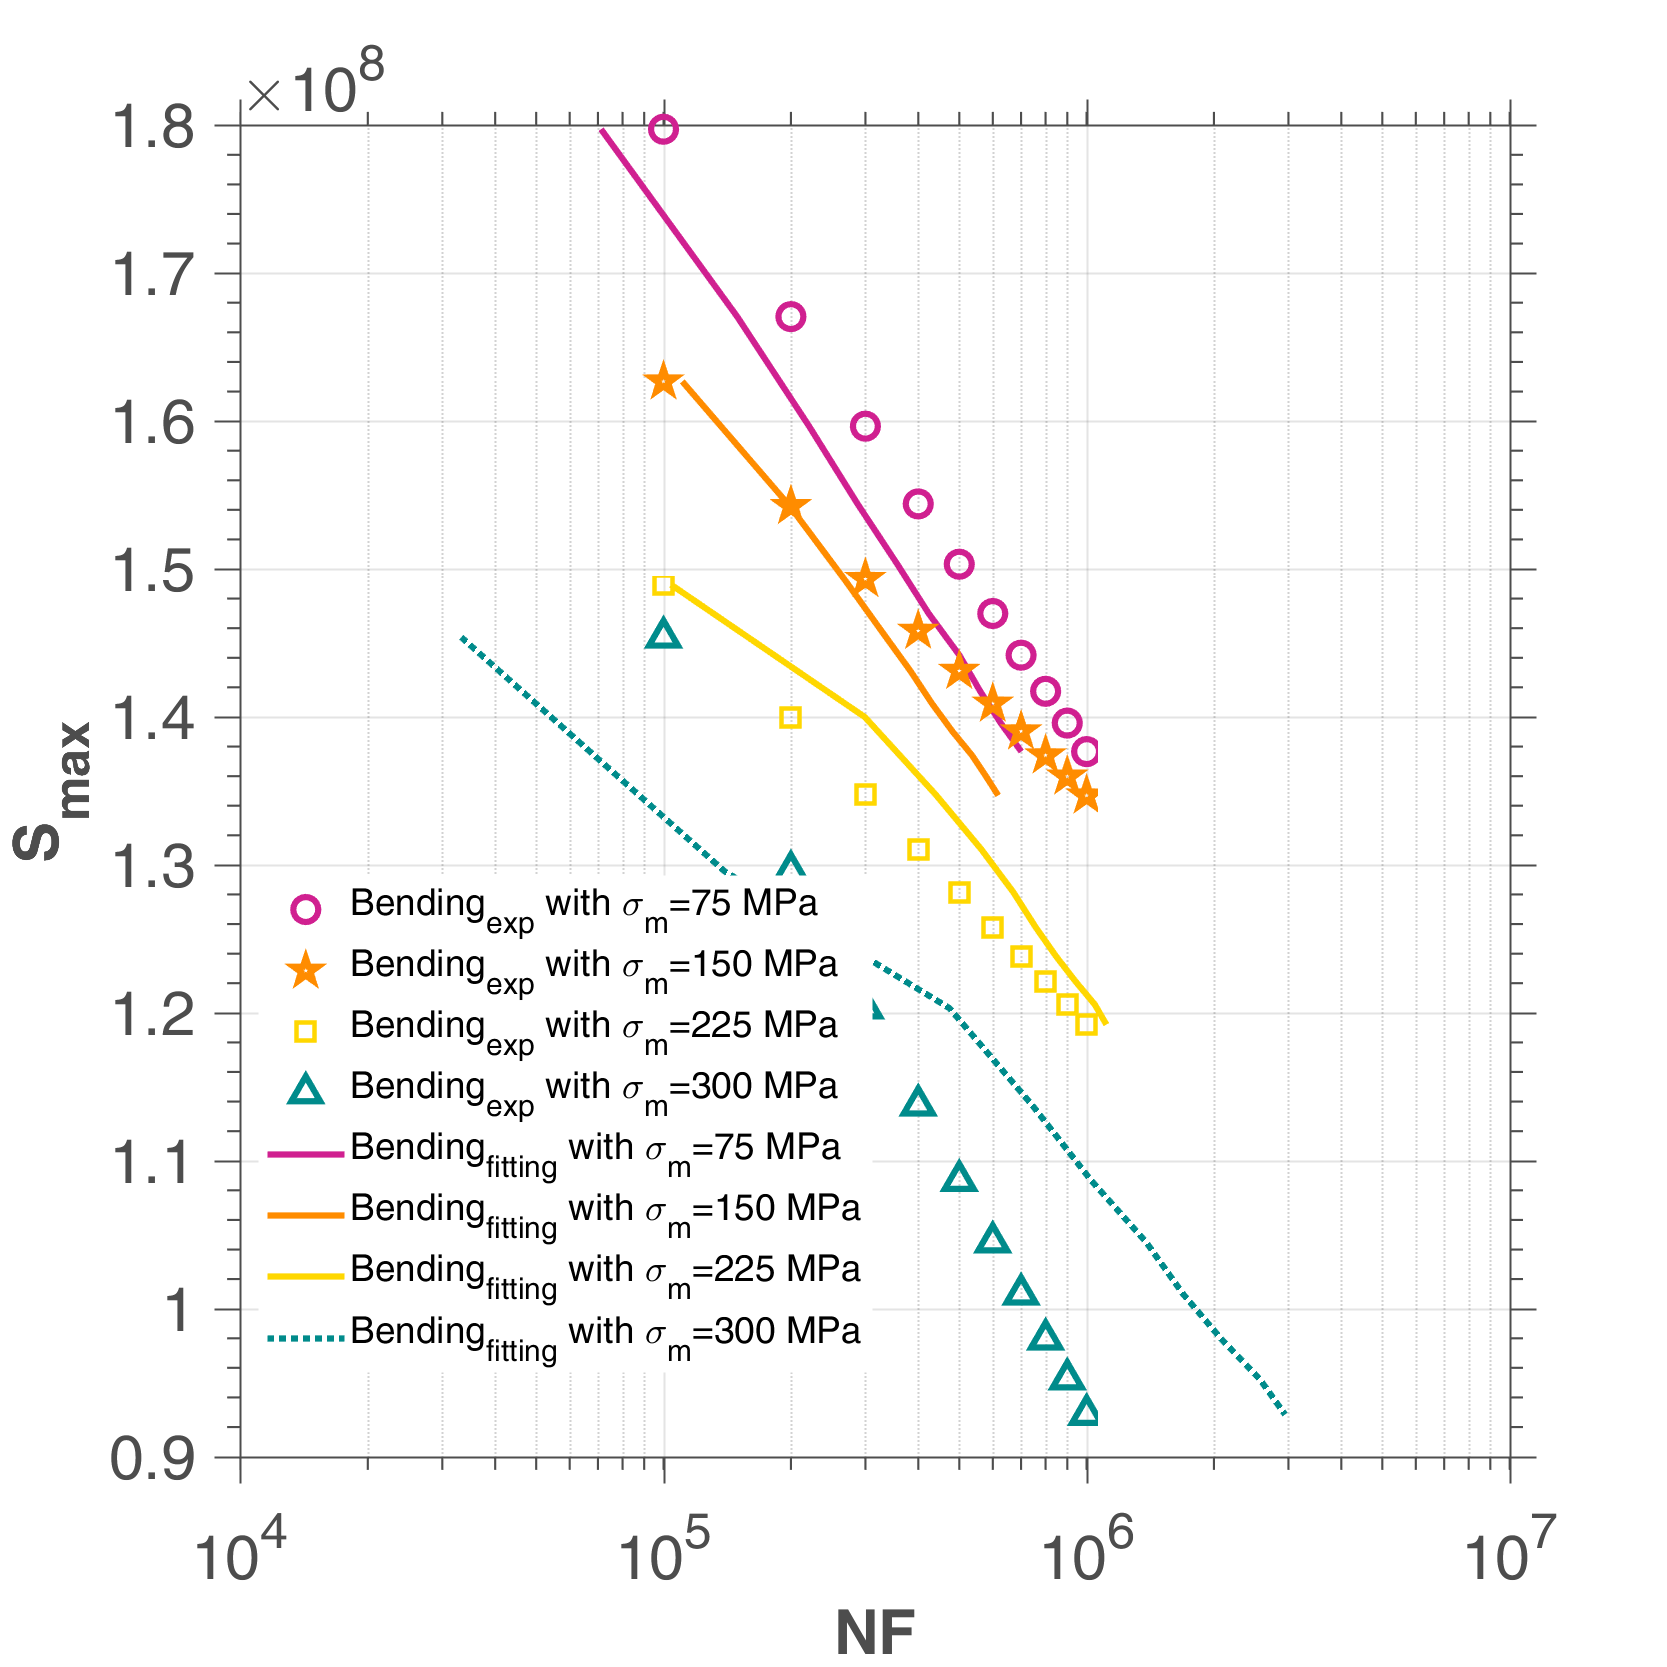 ×10^8
1.8
1.7
1.6
1.5
1.4
1.3
1.2
1.1
1
0.9
S_max
Bending_exp with σ_m=75 MPa
Bending_exp with σ_m=150 MPa
Bending_exp with σ_m=225 MPa
Bending_exp with σ_m=300 MPa
Bending_fitting with σ_m=75 MPa
Bending_fitting with σ_m=150 MPa
Bending_fitting with σ_m=225 MPa
Bending_fitting with σ_m=300 MPa
10^4 10^5 10^6 10^7
NF